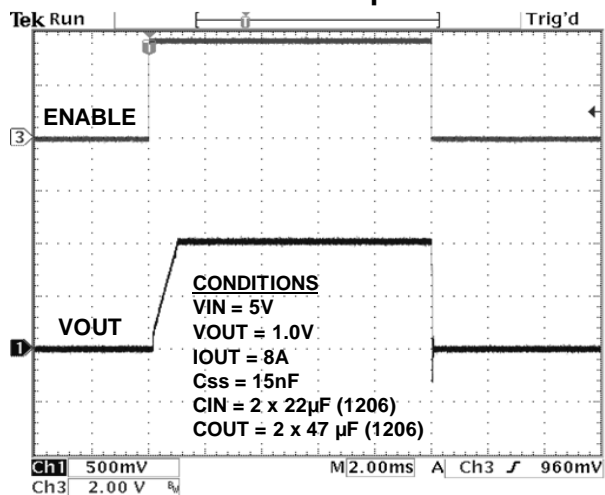 Tek Run Trig'd
T
T
ENABLE
3
CONDITIONS
VIN = 5V
VOUT
VOUT = 1.0V
1
IOUT = 8A
Css = 15nF
CIN = 2 x 22µF (1206)
COUT = 2 x 47 µF (1206)
Ch1 500mV M 2.00ms A Ch3 ʃ 960mV
Ch3 2.00 V BW